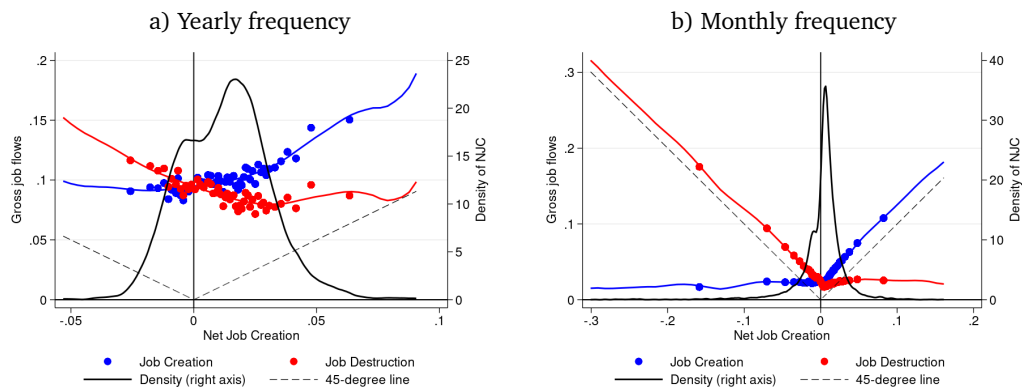 a) Yearly frequency
.2
.15
.1
.05
0
Gross job flows
25
20
15
10
5
0
Density of NJC
-.05
0
.05
.1
Net Job Creation
Job Creation
Job Destruction
Density (right axis)
45-degree line
b) Monthly frequency
.3
.2
.1
0
Gross job flows
40
30
20
10
0
Density of NJC
-.3
-.2
-.1
0
.1
.2
Net Job Creation
Job Creation
Job Destruction
Density (right axis)
45-degree line